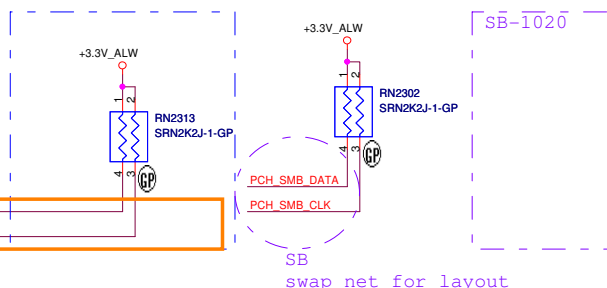 SB-1020
+3.3V_ALW
+3.3V_ALW
1
2
1
2
RN2313
SRN2K2J-1-GP
RN2302
SRN2K2J-1-GP
4
3
GP
4
3
GP
PCH_SMB_DATA
PCH_SMB_CLK
SB
swap net for layout